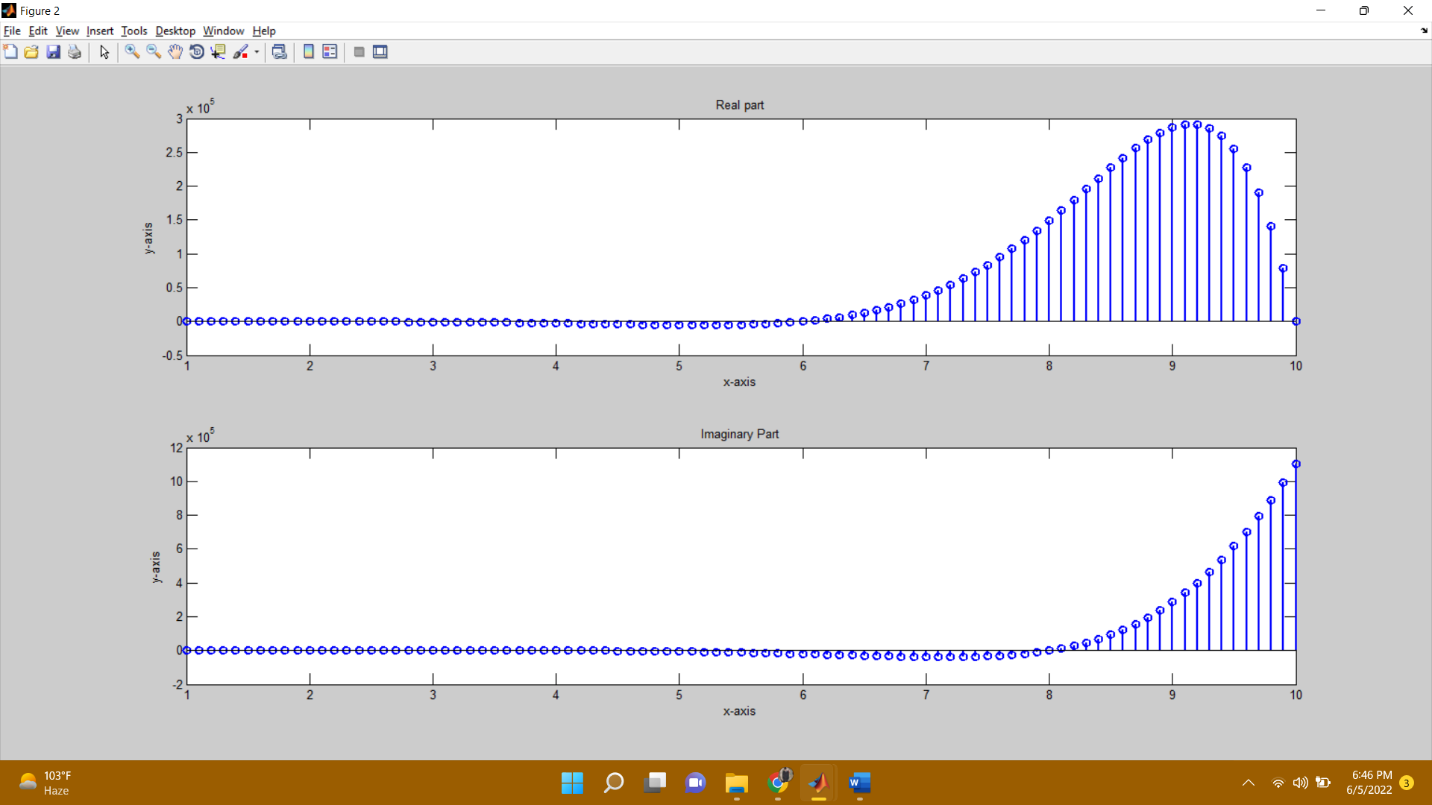 Figure 2
File Edit View Insert Tools Desktop Window Help
x 10^5
Real part
3
2.5
2
1.5
1
0.5
0
-0.5
y-axis
1 2 3 4 5 6 7 8 9 10
x-axis
x 10^5
Imaginary Part
12
10
8
6
4
2
0
-2
y-axis
1 2 3 4 5 6 7 8 9 10
x-axis
103°F
Haze
W
6:46 PM
6/5/2022
3